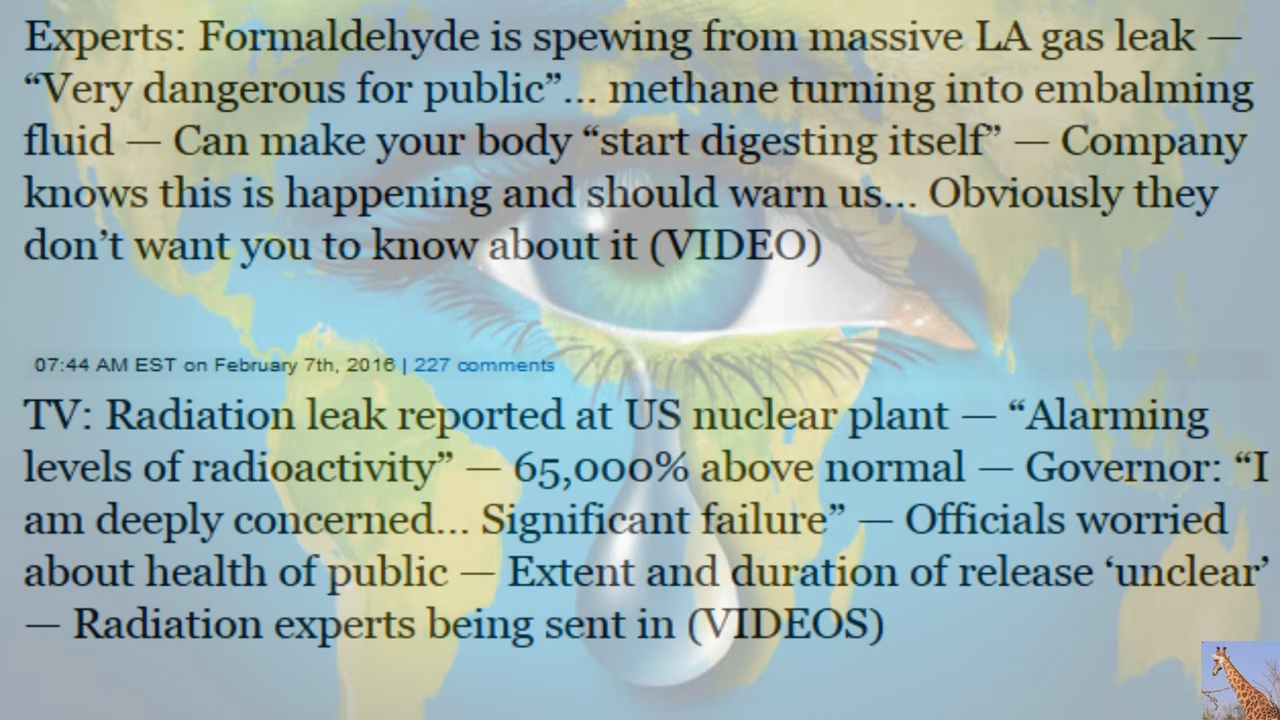 Experts: Formaldehyde is spewing from massive LA gas leak —
“Very dangerous for public”... methane turning into embalming
fluid — Can make your body “start digesting itself” — Company
knows this is happening and should warn us... Obviously they
don’t want you to know about it (VIDEO)
07:44 AM EST on February 7th, 2016 | 227 comments
TV: Radiation leak reported at US nuclear plant — “Alarming
levels of radioactivity” — 65,000% above normal — Governor: “I
am deeply concerned... Significant failure” — Officials worried
about health of public — Extent and duration of release ‘unclear’
— Radiation experts being sent in (VIDEOS)